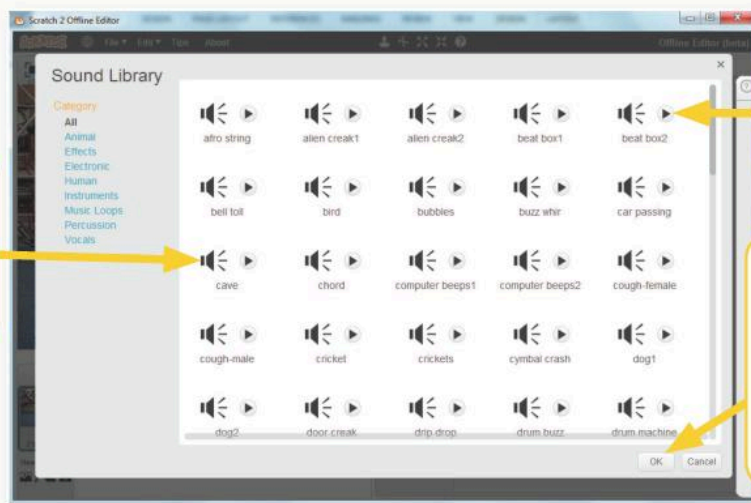 Scratch 2 Offline Editor
SCRATCH File Edit Tips About
Offline Editor (beta)
Sound Library
Category
All
Animal
Effects
Electronic
Human
Instruments
Music Loops
Percussion
Vocals
afro string alien creak1 alien creak2 beat box1 beat box2
bell toll bird bubbles buzz whir car passing
cave chord computer beeps1 computer beeps2 cough-female
cough-male cricket crickets cymbal crash dog1
dog2 door creak drip drop drum buzz drum machine
OK Cancel